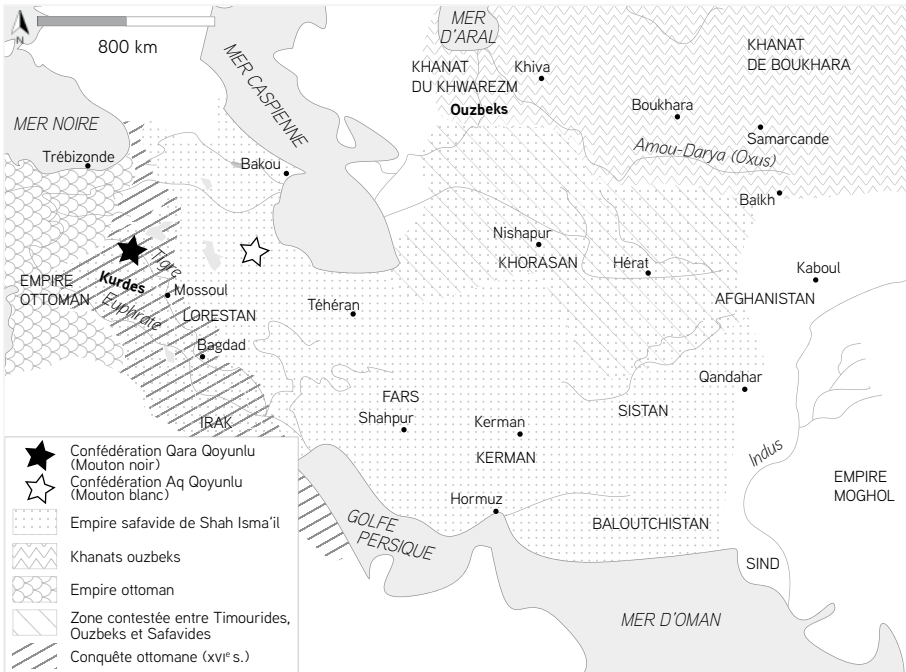 N
800 km
MER
D'ARAL
MER CASPIENNE
KHANAT
DU KHWAREZM
Khiva
KHANAT
DE BOUKHARA
Ouzbeks
Boukhara
Samarcande
Amou-Darya (Oxus)
Balkh
MER NOIRE
Trébizonde
Bakou
Nishapur
KHORASAN
Hérat
Kaboul
AFGHANISTAN
Tigre
Kurdes
EMPIRE
OTTOMAN
Euphrate
Mossoul
LORESTAN
Téhéran
Bagdad
Qandahar
FARS
Shahpur
SISTAN
Kerman
KERMAN
IRAK
Indus
EMPIRE
MOGHOL
Hormuz
GOLFE
PERSIQUE
BALOUTCHISTAN
SIND
MER D'OMAN
Confédération Qara Qoyunlu
(Mouton noir)
Confédération Aq Qoyunlu
(Mouton blanc)
Empire safavide de Shah Isma'il
Khanats ouzbeks
Empire ottoman
Zone contestée entre Timourides,
Ouzbeks et Safavides
Conquête ottomane (XVIe s.)